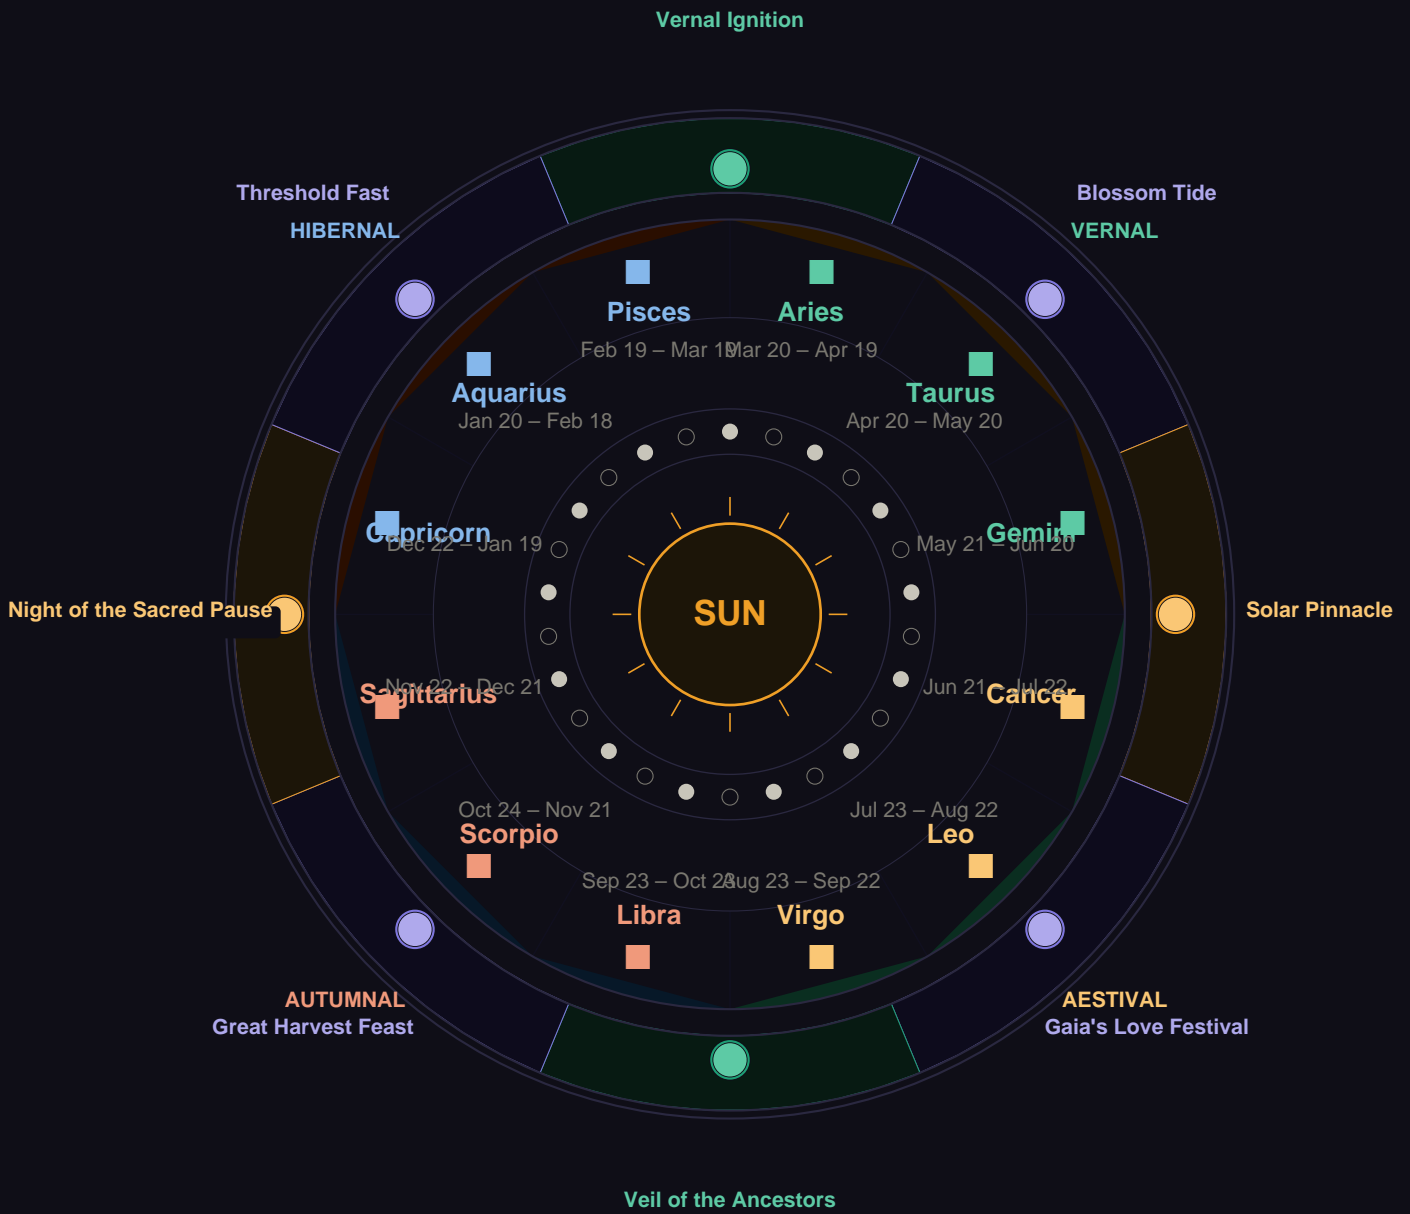 Vernal Ignition
Threshold Fast
Blossom Tide
HIBERNAL
VERNAL
Pisces
Aries
Feb 19 – Mar 19
Mar 20 – Apr 19
Aquarius
Taurus
Jan 20 – Feb 18
Apr 20 – May 20
Capricorn
Gemini
Dec 22 – Jan 19
May 21 – Jun 20
Night of the Sacred Pause
SUN
Solar Pinnacle
Nov 22 – Dec 21
Jun 21 – Jul 22
Sagittarius
Cancer
Oct 24 – Nov 21
Jul 23 – Aug 22
Scorpio
Leo
Sep 23 – Oct 23
Aug 23 – Sep 22
Libra
Virgo
AUTUMNAL
AESTIVAL
Great Harvest Feast
Gaia's Love Festival
Veil of the Ancestors